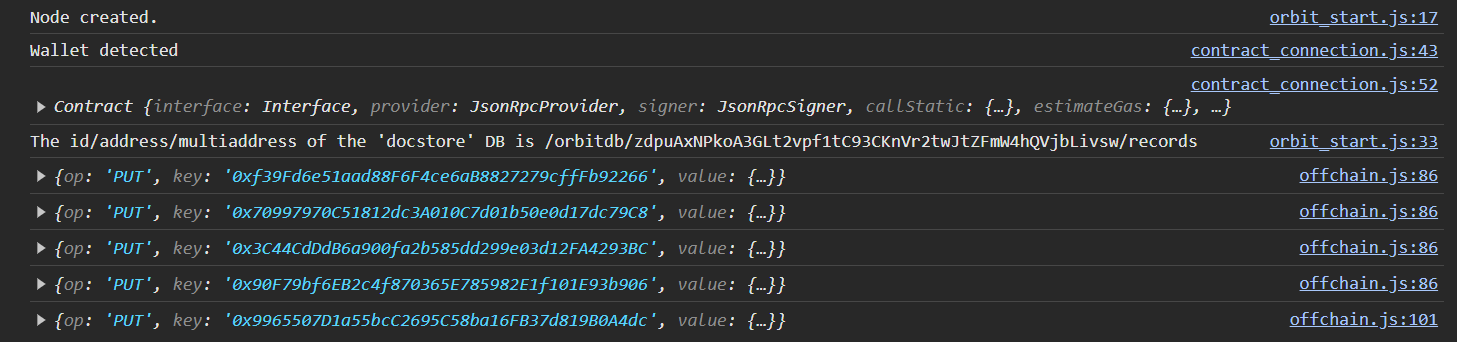 Node created. orbit_start.js:17
Wallet detected contract_connection.js:43
contract_connection.js:52
Contract {interface: Interface, provider: JsonRpcProvider, signer: JsonRpcSigner, callStatic: {…}, estimateGas: {…}, …}
The id/address/multiaddress of the 'docstore' DB is /orbitdb/zdpuAxNPkoA3GLt2vpf1tC93CKnVr2twJtZFmW4hQVjbLivsw/records orbit_start.js:33
{op: 'PUT', key: '0xf39Fd6e51aad88F6F4ce6aB8827279cffFb92266', value: {…}} offchain.js:86
{op: 'PUT', key: '0x70997970C51812dc3A010C7d01b50e0d17dc79C8', value: {…}} offchain.js:86
{op: 'PUT', key: '0x3C44CdDdB6a900fa2b585dd299e03d12FA4293BC', value: {…}} offchain.js:86
{op: 'PUT', key: '0x90F79bf6EB2c4f870365E785982E1f101E93b906', value: {…}} offchain.js:86
{op: 'PUT', key: '0x9965507D1a55bcC2695C58ba16FB37d819B0A4dc', value: {…}} offchain.js:101